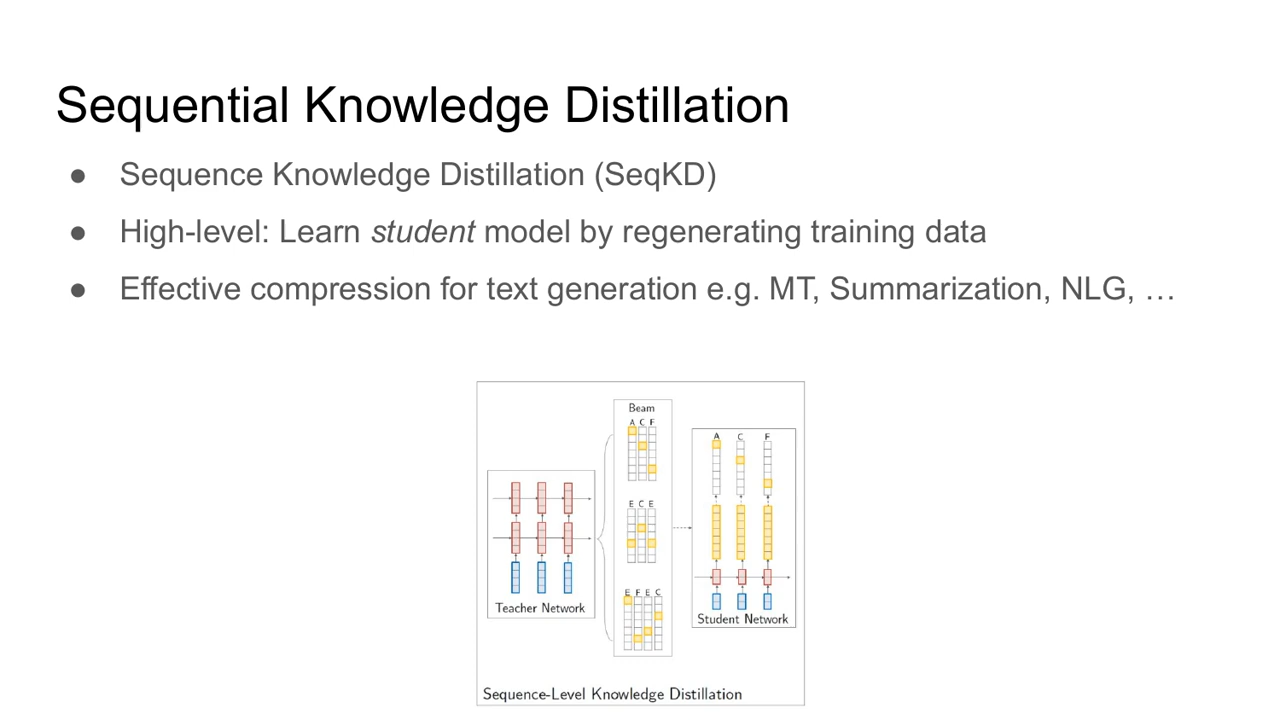 Sequential Knowledge Distillation
● Sequence Knowledge Distillation (SeqKD)
● High-level: Learn student model by regenerating training data
● Effective compression for text generation e.g. MT, Summarization, NLG, …
Beam
A C F
E C E
E F E C
Teacher Network
A C F
Student Network
Sequence-Level Knowledge Distillation